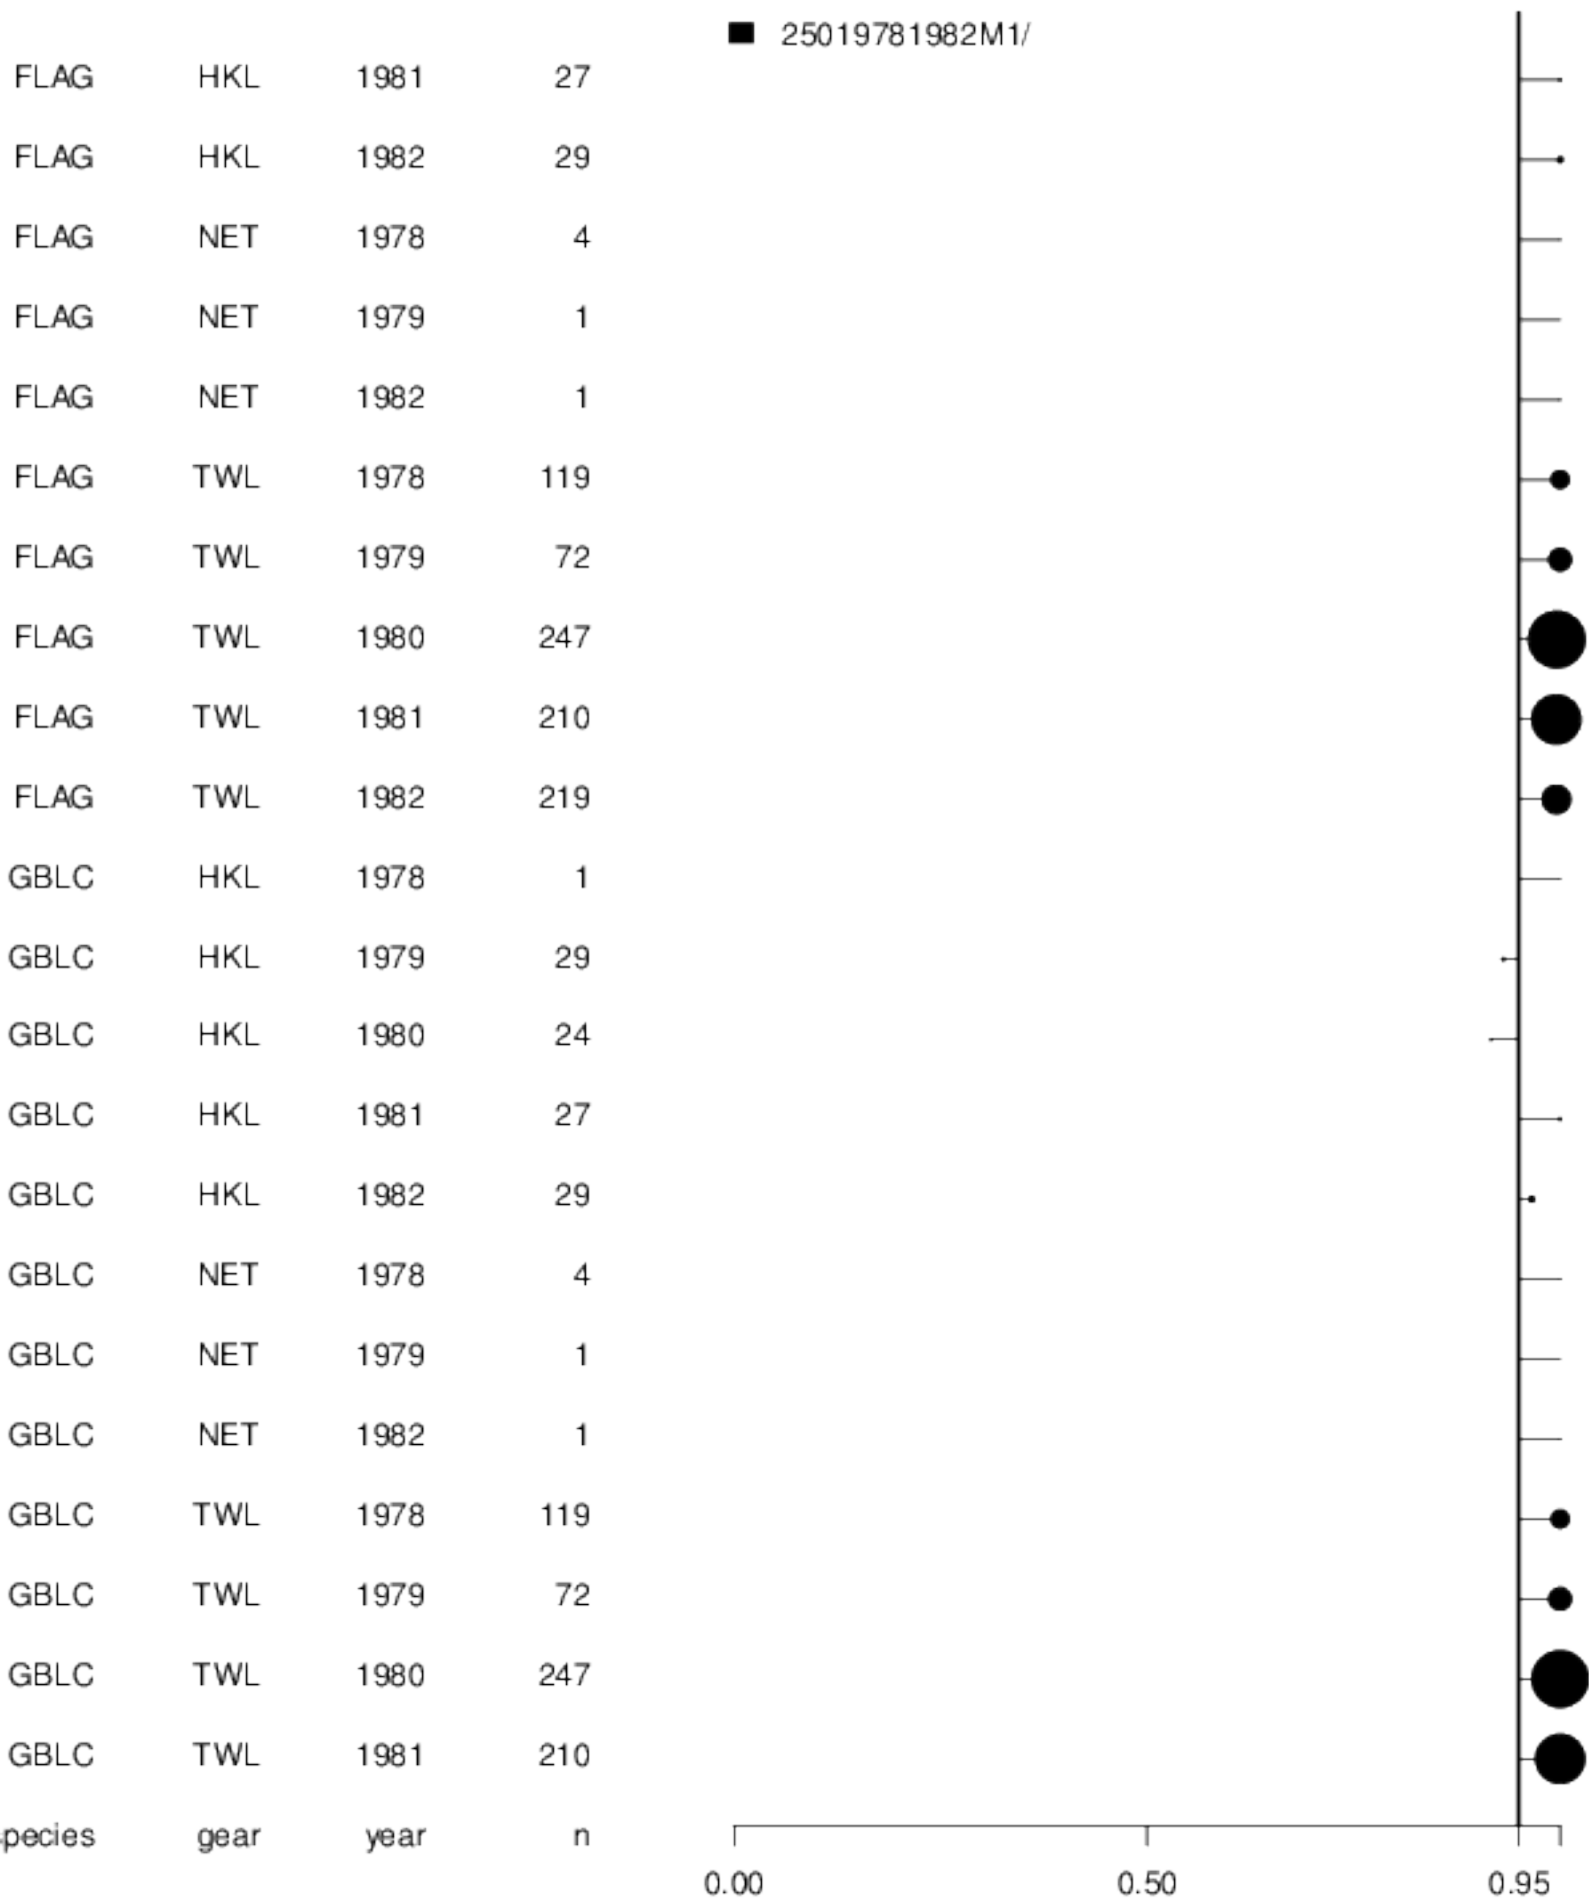 25019781982M1/
FLAG HKL 1981 27
FLAG HKL 1982 29
FLAG NET 1978 4
FLAG NET 1979 1
FLAG NET 1982 1
FLAG TWL 1978 119
FLAG TWL 1979 72
FLAG TWL 1980 247
FLAG TWL 1981 210
FLAG TWL 1982 219
GBLC HKL 1978 1
GBLC HKL 1979 29
GBLC HKL 1980 24
GBLC HKL 1981 27
GBLC HKL 1982 29
GBLC NET 1978 4
GBLC NET 1979 1
GBLC NET 1982 1
GBLC TWL 1978 119
GBLC TWL 1979 72
GBLC TWL 1980 247
GBLC TWL 1981 210
pecies gear year n
0.00 0.50 0.95